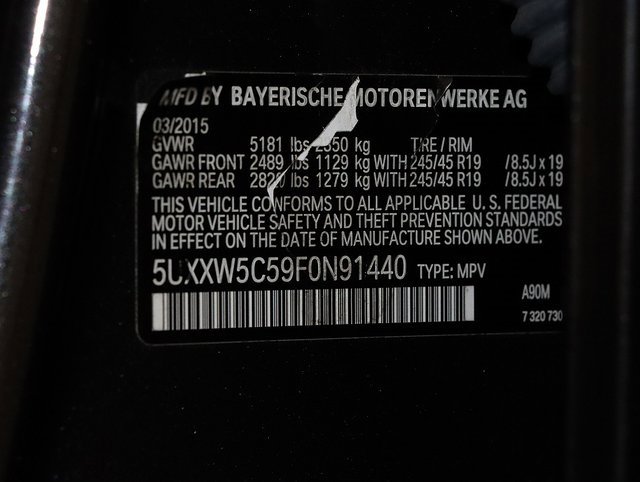 MFD BY BAYERISCHE MOTOREN WERKE AG
03/2015
GVWR 5181 lbs 2350 kg TIRE / RIM
GAWR FRONT 2489 lbs 1129 kg WITH 245/45 R19 /8.5J x 19
GAWR REAR 2820 lbs 1279 kg WITH 245/45 R19 /8.5J x 19
THIS VEHICLE CONFORMS TO ALL APPLICABLE U.S. FEDERAL
MOTOR VEHICLE SAFETY AND THEFT PREVENTION STANDARDS
IN EFFECT ON THE DATE OF MANUFACTURE SHOWN ABOVE.
5UXXW5C59F0N91440 TYPE: MPV
A90M
7 320 730